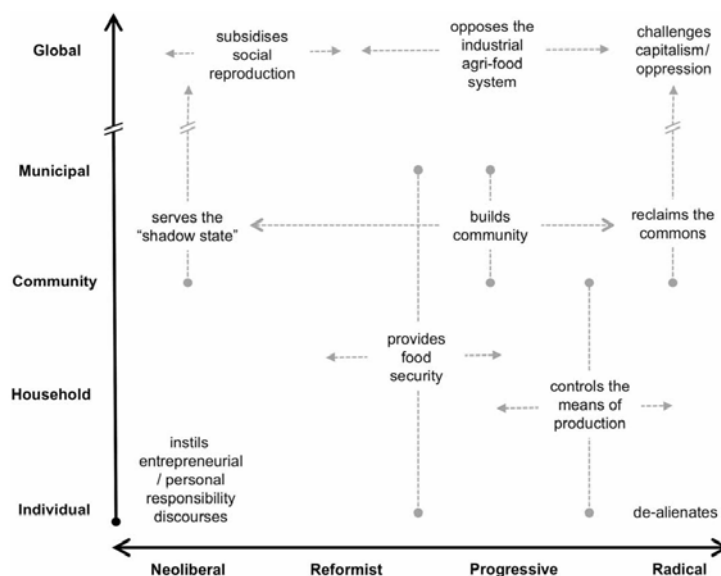 Global
subsidises
social
reproduction
opposes the
industrial
agri-food
system
challenges
capitalism/
oppression
Municipal
serves the
“shadow state”
builds
community
reclaims the
commons
Community
provides
food
security
Household
controls the
means of
production
instils
entrepreneurial
/ personal
responsibility
discourses
Individual
de-alienates
Neoliberal Reformist Progressive Radical